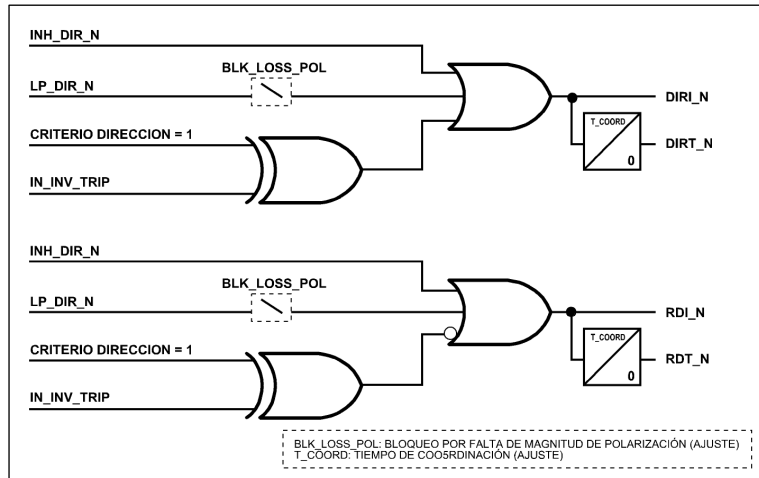 INH_DIR_N
BLK_LOSS_POL
LP_DIR_N
DIRI_N
T_COORD
CRITERIO DIRECCION = 1
0
DIRT_N
IN_INV_TRIP
INH_DIR_N
BLK_LOSS_POL
LP_DIR_N
RDI_N
T_COORD
CRITERIO DIRECCION = 1
0
RDT_N
IN_INV_TRIP
BLK_LOSS_POL: BLOQUEO POR FALTA DE MAGNITUD DE POLARIZACIÓN (AJUSTE)
T_COORD: TIEMPO DE COO5RDINACIÓN (AJUSTE)